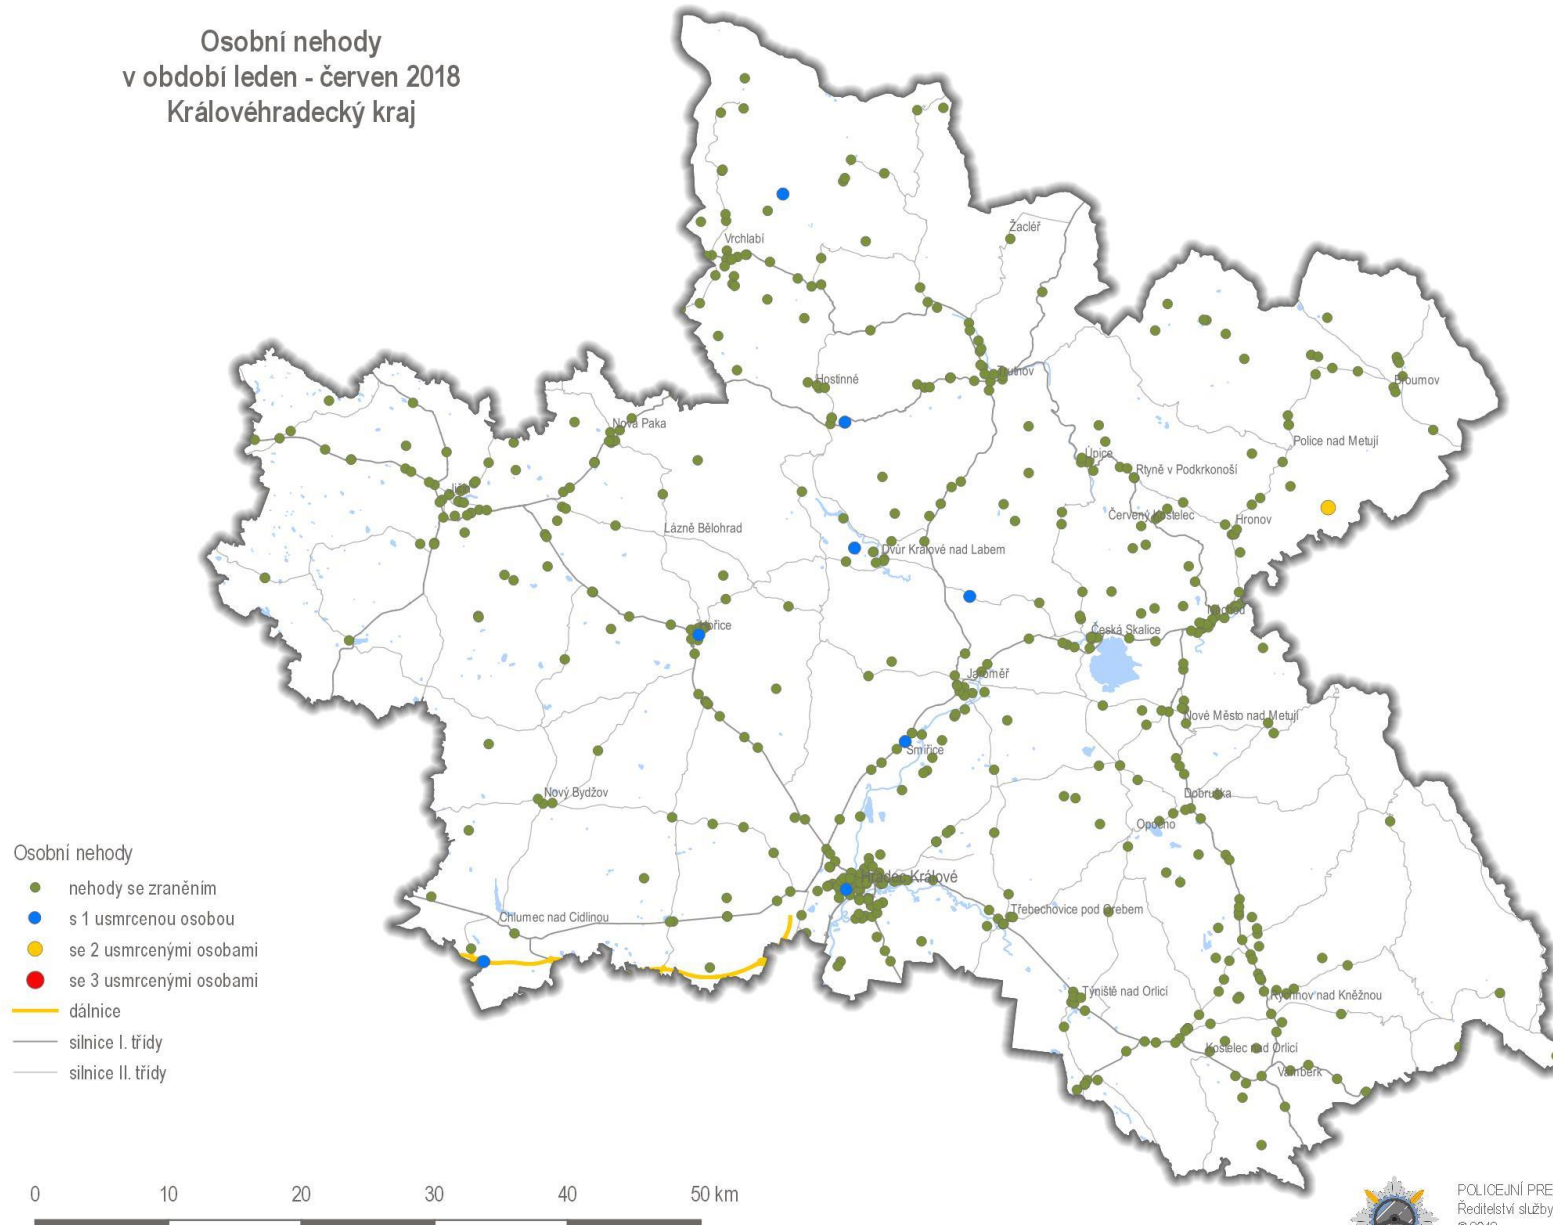 Osobní nehody
v období leden - červen 2018
Královéhradecký kraj
Žacléř
Vrchlabí
Trutnov
Hostinné
Broumov
Nová Paka
Police nad Metují
Úpice
Rtyně v Podkrkonoší
Jičín
Červený Kostelec
Hronov
Lázně Bělohrad
Dvůr Králové nad Labem
Náchod
Hořice
Česká Skalice
Jaroměř
Nové Město nad Metují
Smiřice
Nový Bydžov
Dobruška
Opočno
Hradec Králové
Třebechovice pod Orebem
Chlumec nad Cidlinou
Týniště nad Orlicí
Rychnov nad Kněžnou
Kostelec nad Orlicí
Vamberk
Osobní nehody
nehody se zraněním
s 1 usmrcenou osobou
se 2 usmrcenými osobami
se 3 usmrcenými osobami
dálnice
silnice I. třídy
silnice II. třídy
0 10 20 30 40 50 km
POLICEJNÍ PRE
Ředitelství služby